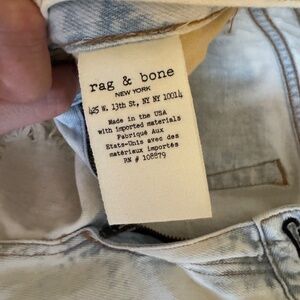 rag & bone
NEW YORK
425 W. 13th St, NY NY 10014
Made in the USA
with imported materials
Fabriqué Aux
Etats-Unis avec des
matériaux importés
RN # 108879